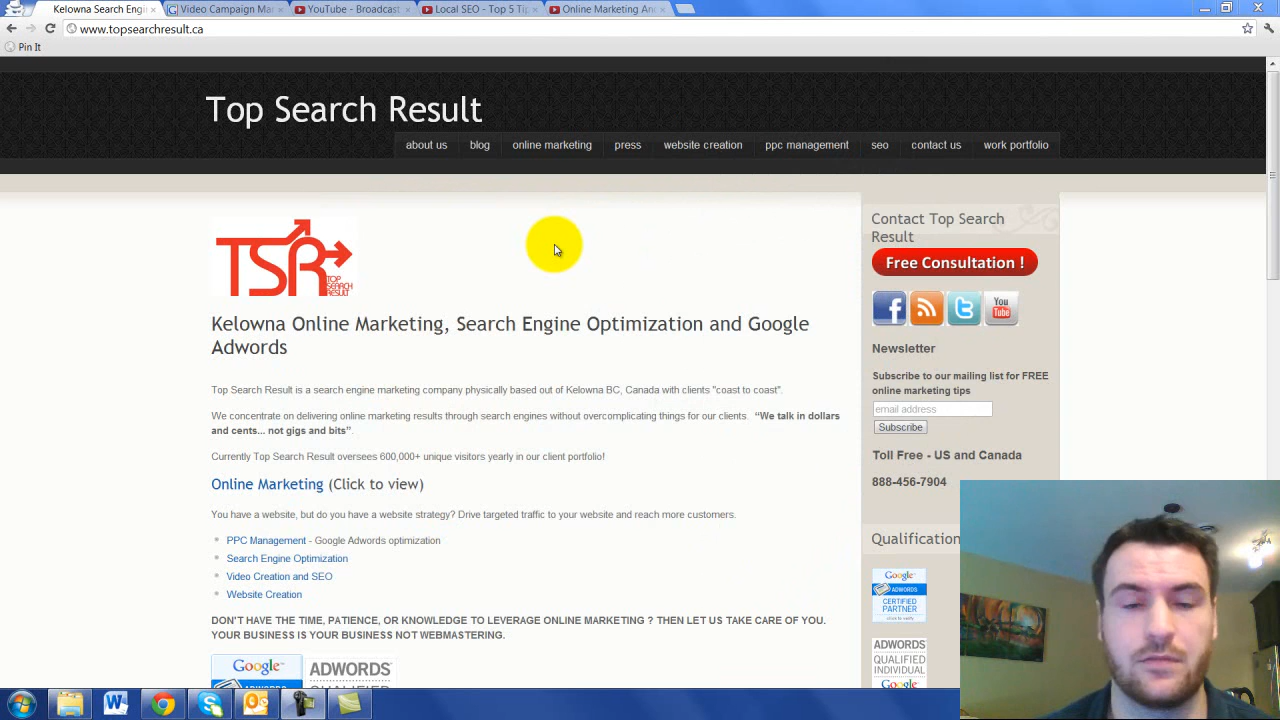 Kelowna Search Engi
Video Campaign Ma
YouTube - Broadcast
Local SEO - Top 5 Tip
Online Marketing And
www.topsearchresult.ca
Pin It
Top Search Result
about us
blog
online marketing
press
website creation
ppc management
seo
contact us
work portfolio
TSR
TOP
SEARCH
RESULT
Kelowna Online Marketing, Search Engine Optimization and Google
Adwords
Top Search Result is a search engine marketing company physically based out of Kelowna BC, Canada with clients "coast to coast".
We concentrate on delivering online marketing results through search engines without overcomplicating things for our clients. “We talk in dollars
and cents... not gigs and bits”.
Currently Top Search Result oversees 600,000+ unique visitors yearly in our client portfolio!
Online Marketing (Click to view)
You have a website, but do you have a website strategy? Drive targeted traffic to your website and reach more customers.
PPC Management - Google Adwords optimization
Search Engine Optimization
Video Creation and SEO
Website Creation
DON'T HAVE THE TIME, PATIENCE, OR KNOWLEDGE TO LEVERAGE ONLINE MARKETING ? THEN LET US TAKE CARE OF YOU.
YOUR BUSINESS IS YOUR BUSINESS NOT WEBMASTERING.
Google
ADWORDS
Contact Top Search
Result
Free Consultation !
You
Tube
Newsletter
Subscribe to our mailing list for FREE
online marketing tips
email address
Subscribe
Toll Free - US and Canada
888-456-7904
Qualification
Google
ADWORDS
CERTIFIED
PARTNER
click to verify
ADWORDS
QUALIFIED
INDIVIDUAL
Google